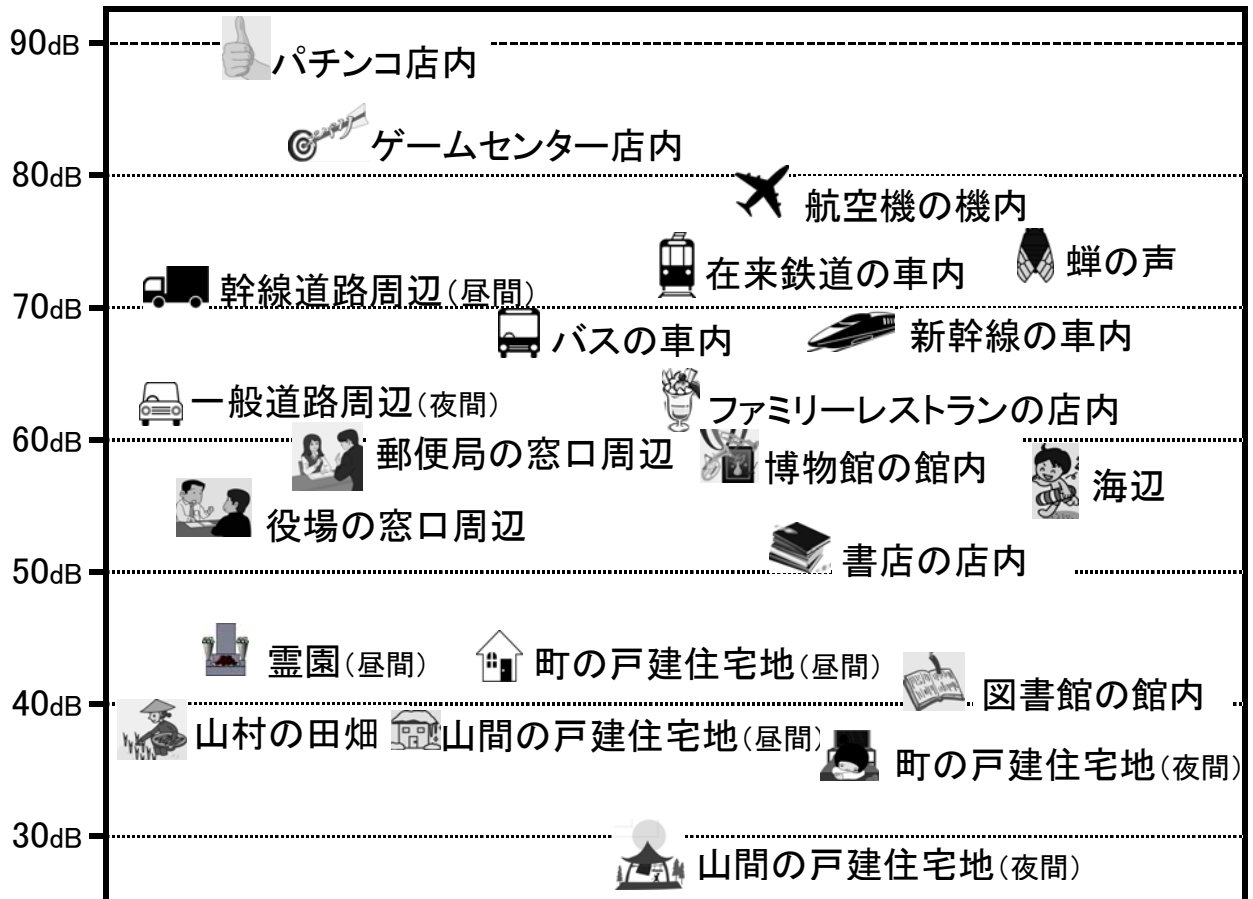 90dB
パチンコ店内
ゲームセンター店内
80dB
航空機の機内
蝉の声
在来鉄道の車内
幹線道路周辺(昼間)
70dB
バスの車内
新幹線の車内
一般道路周辺(夜間)
ファミリーレストランの店内
60dB
郵便局の窓口周辺
博物館の館内
海辺
役場の窓口周辺
書店の店内
50dB
霊園(昼間)
町の戸建住宅地(昼間)
図書館の館内
40dB
山村の田畑
山間の戸建住宅地(昼間)
町の戸建住宅地(夜間)
30dB
山間の戸建住宅地(夜間)